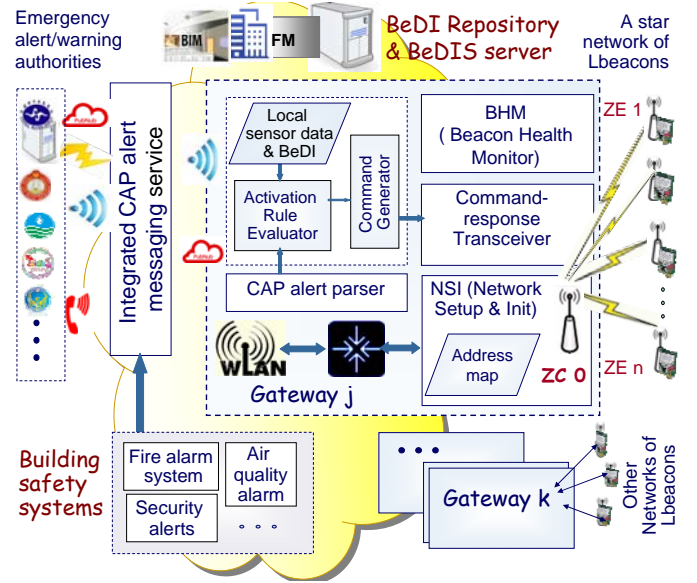 Emergency
alert/warning
authorities
BIM
FM
BeDI Repository
& BeDIS server
A star
network of
Lbeacons
Integrated CAP alert
messaging service
Local
sensor data
& BeDI
Activation
Rule
Evaluator
Command
Generator
CAP alert parser
BHM
( Beacon Health
Monitor)
Command-
response
Transceiver
NSI (Network
Setup & Init)
Address
map
ZE 1
ZC 0
ZE n
WLAN
Gateway j
Building
safety
systems
Fire alarm
system
Air
quality
alarm
Security
alerts
Gateway k
Other
Networks of
Lbeacons